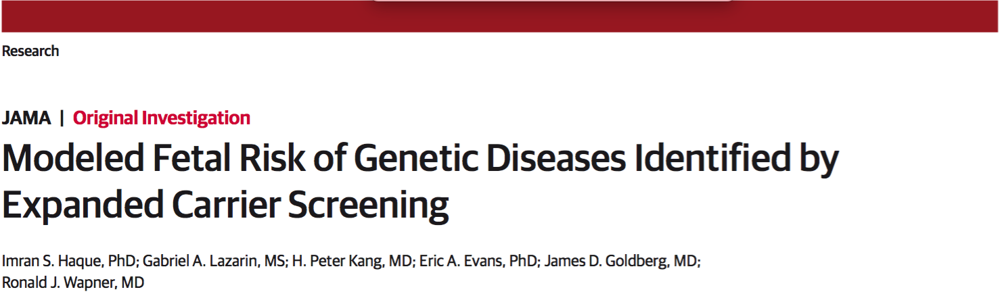 Research
JAMA | Original Investigation
Modeled Fetal Risk of Genetic Diseases Identified by
Expanded Carrier Screening
Imran S. Haque, PhD; Gabriel A. Lazarin, MS; H. Peter Kang, MD; Eric A. Evans, PhD; James D. Goldberg, MD;
Ronald J. Wapner, MD